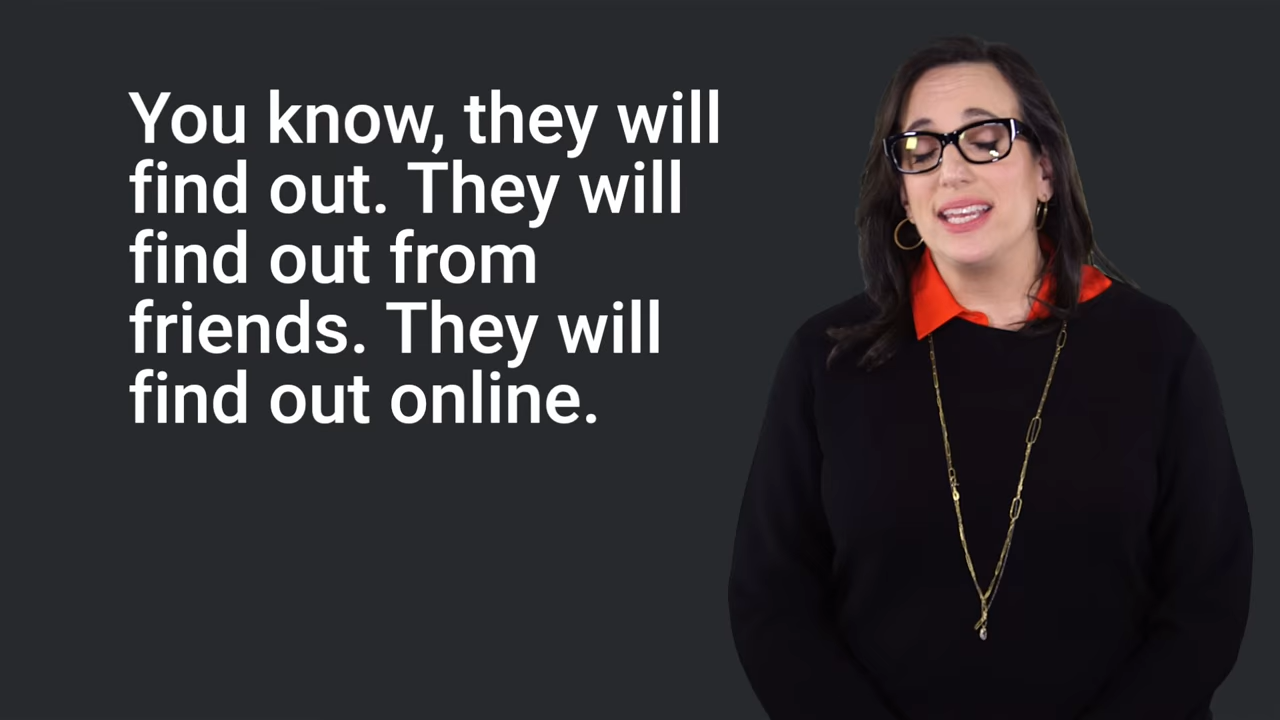 You know, they will
find out. They will
find out from
friends. They will
find out online.